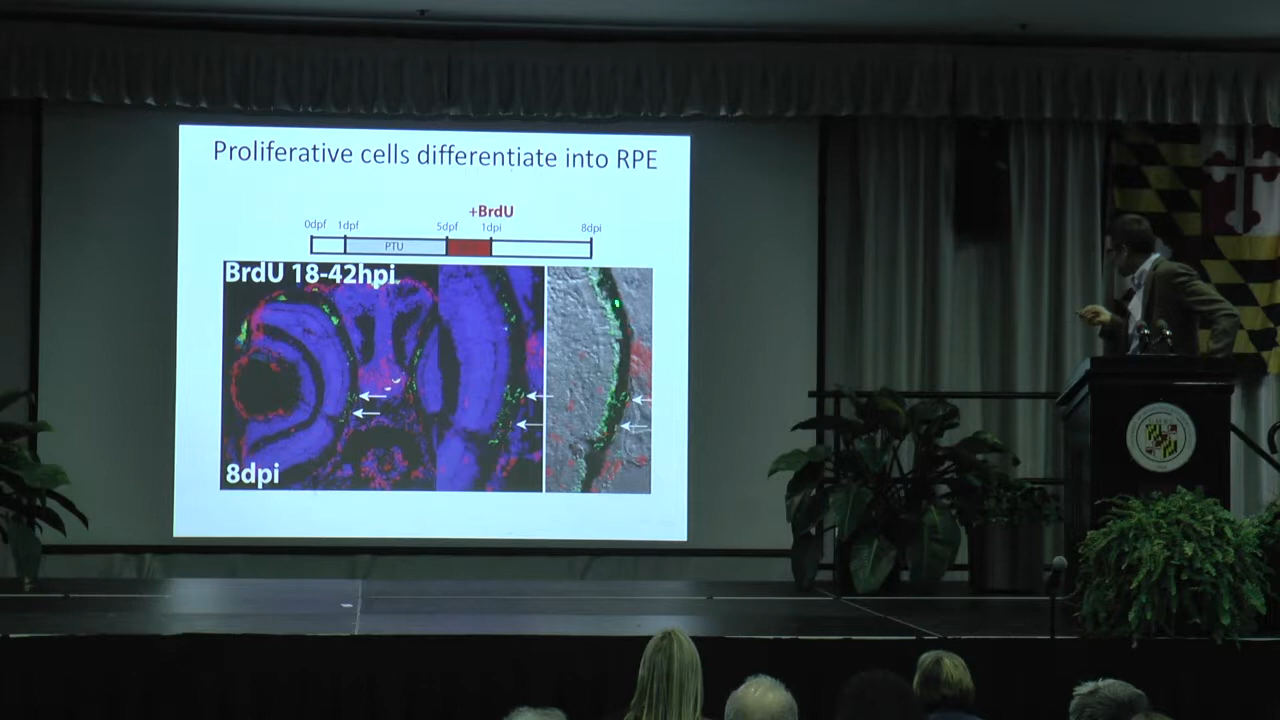 Proliferative cells differentiate into RPE
+BrdU
0dpf 1dpf 5dpf 1dpi 8dpi
PTU
BrdU 18-42hpi
8dpi